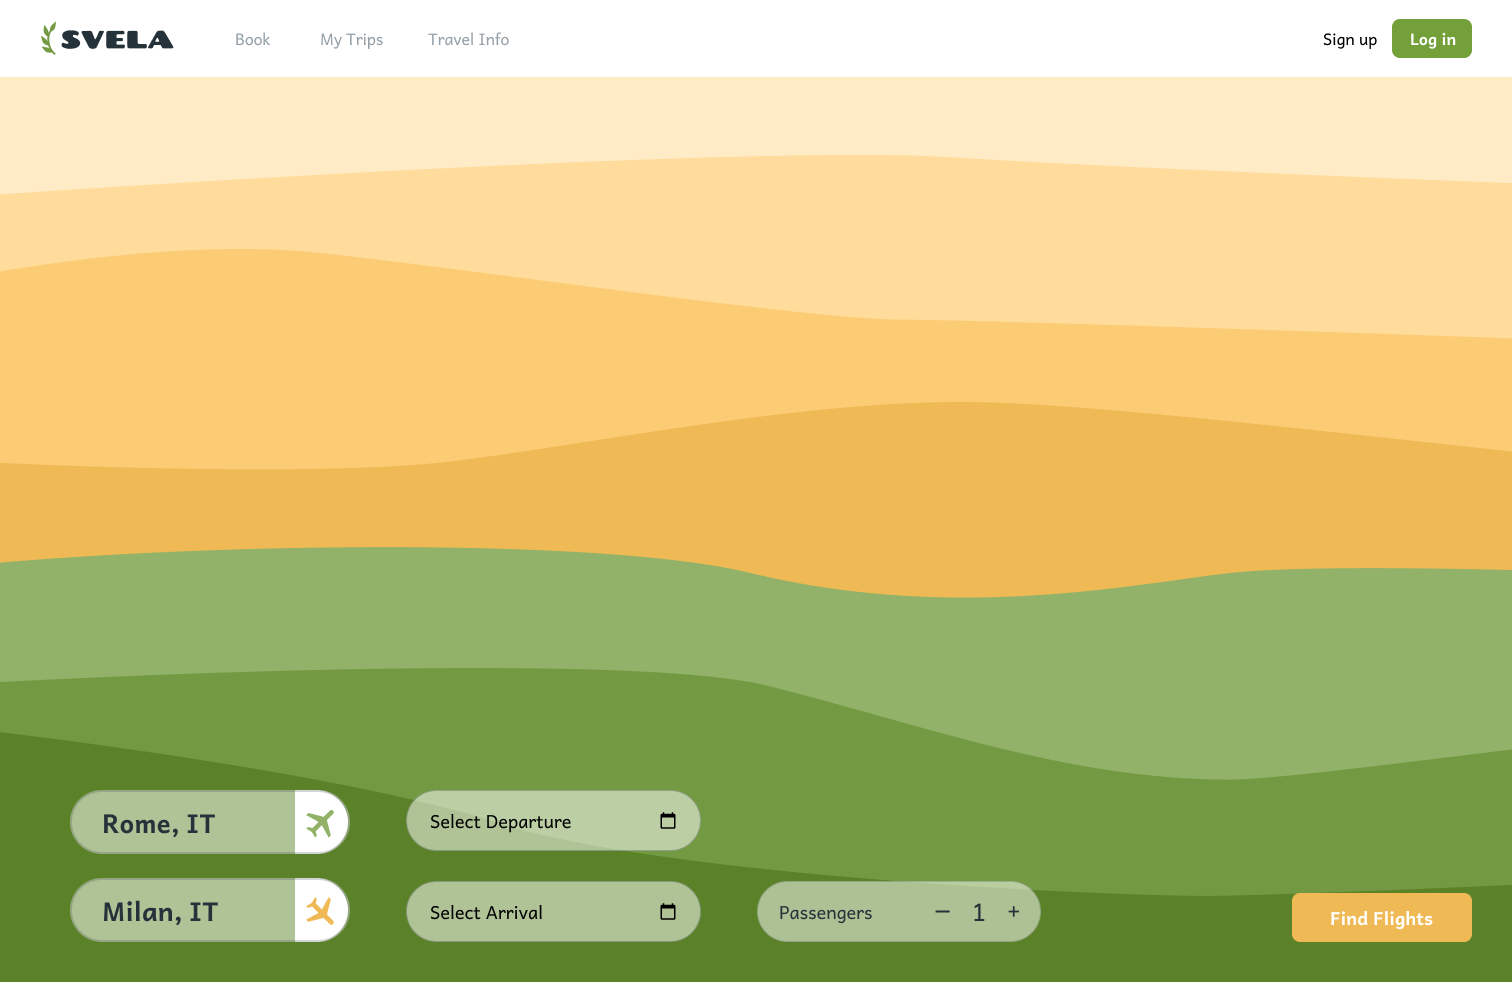 SVELA
Book
My Trips
Travel Info
Sign up
Log in
Rome, IT
Select Departure
Milan, IT
Select Arrival
Passengers
1
Find Flights